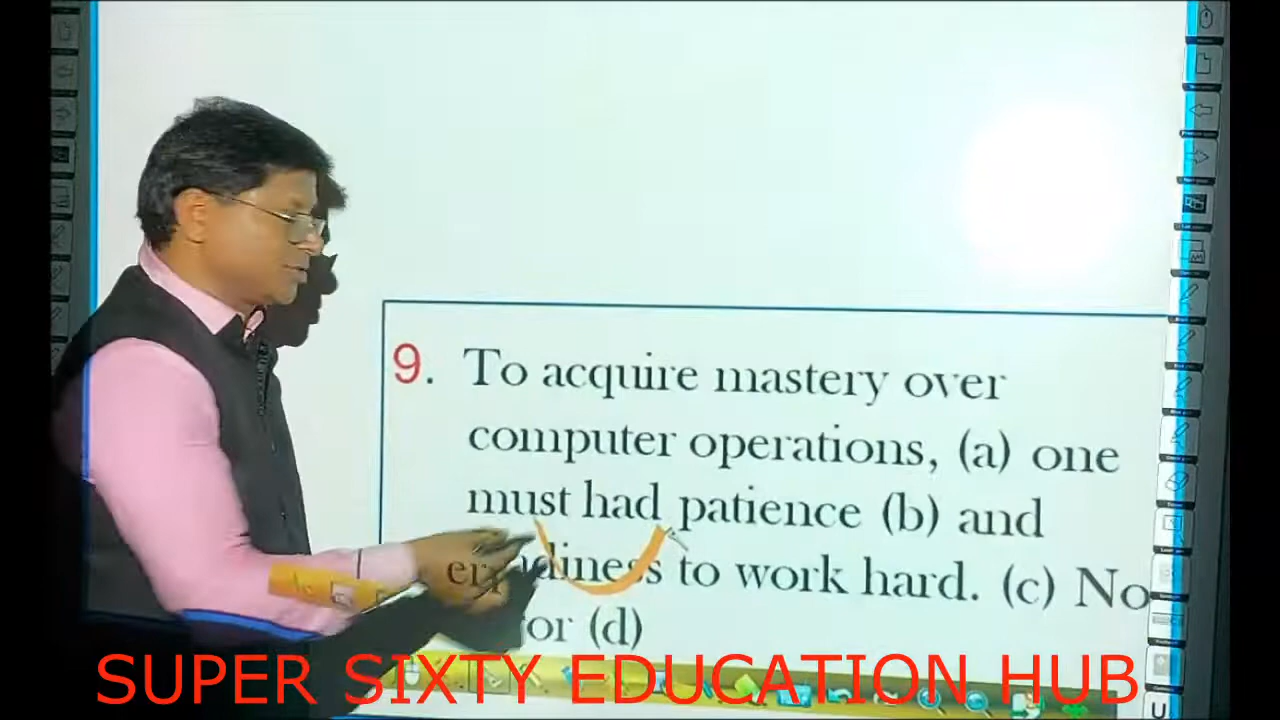 9. To acquire mastery over
computer operations, (a) one
must had patience (b) and
to work hard. (c) No
or (d)
SUPER SIXTY EDUCATION HUB